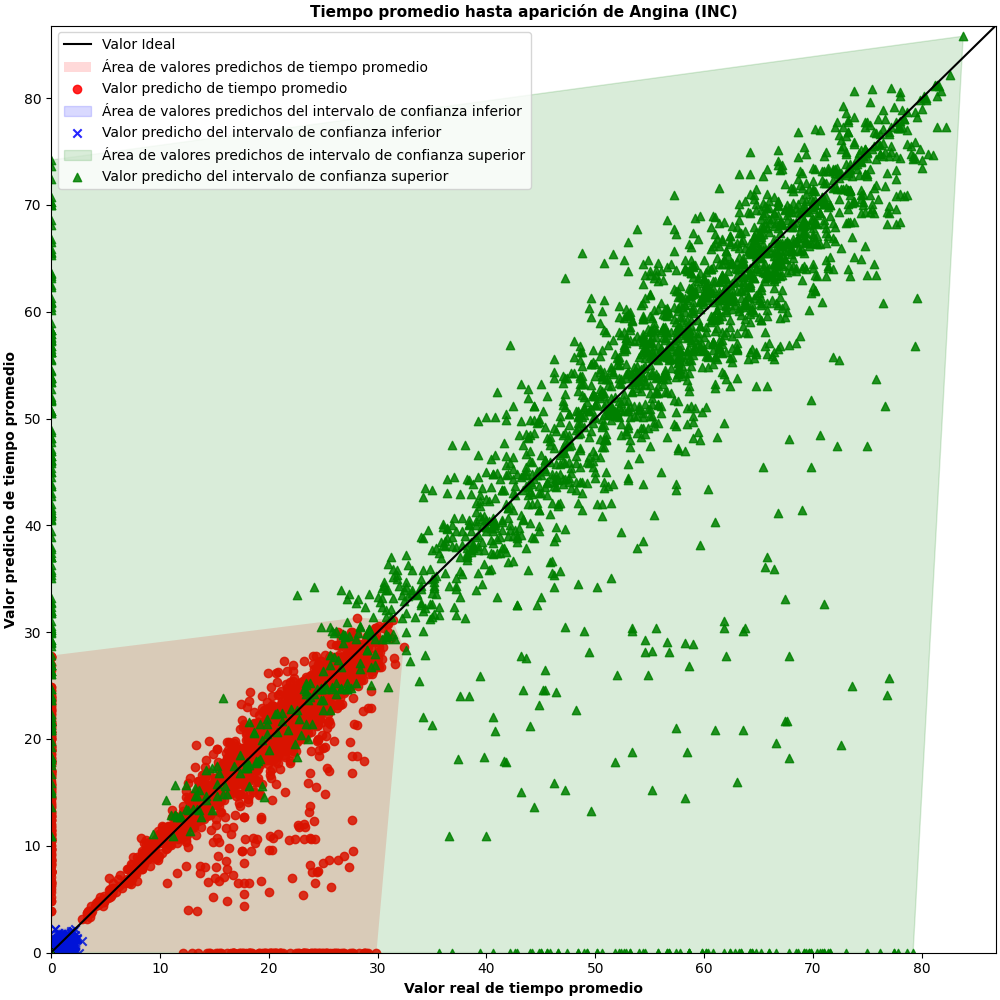 Tiempo promedio hasta aparición de Angina (INC)
Valor Ideal
Área de valores predichos de tiempo promedio
Valor predicho de tiempo promedio
Área de valores predichos del intervalo de confianza inferior
Valor predicho del intervalo de confianza inferior
Área de valores predichos de intervalo de confianza superior
Valor predicho del intervalo de confianza superior
Valor predicho de tiempo promedio
80
70
60
50
40
30
20
10
0
0 10 20 30 40 50 60 70 80
Valor real de tiempo promedio